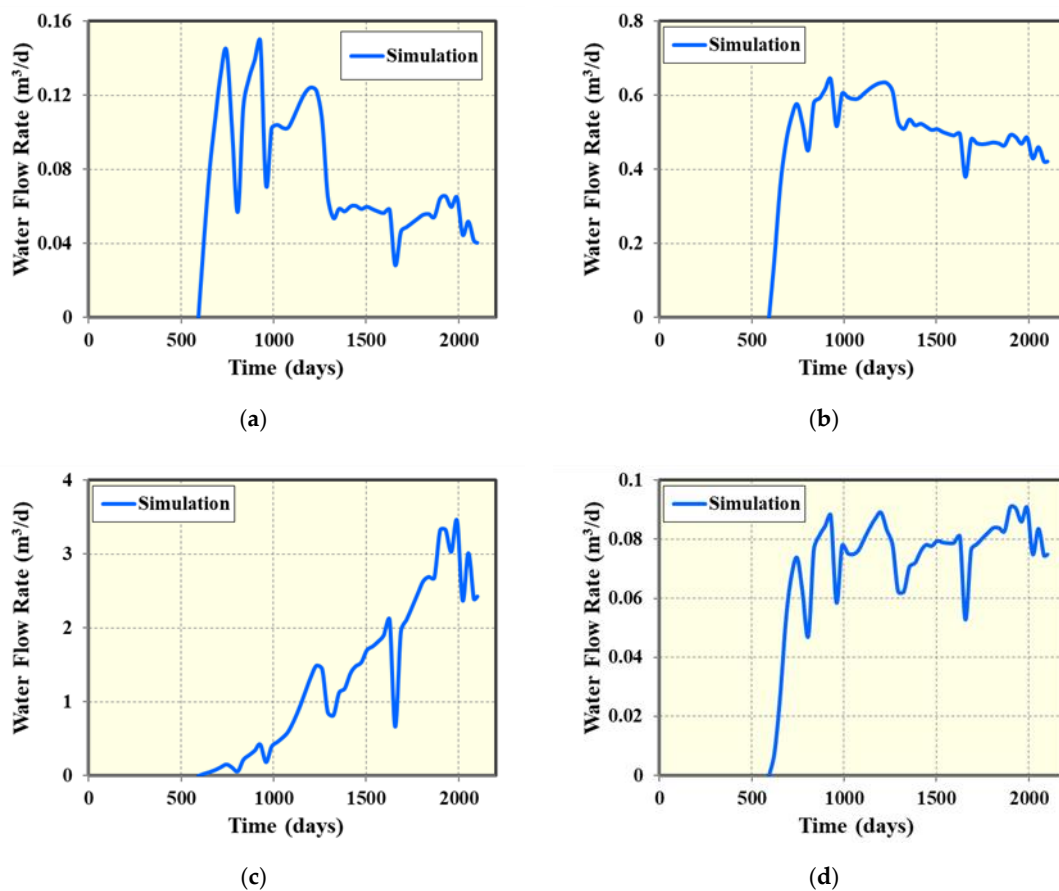 0.16
0.12
0.08
0.04
0
Water Flow Rate (m³/d)
Simulation
0 500 1000 1500 2000
Time (days)
(a)
0.8
0.6
0.4
0.2
0
Water Flow Rate (m³/d)
Simulation
0 500 1000 1500 2000
Time (days)
(b)
4
3
2
1
0
Water Flow Rate (m³/d)
Simulation
0 500 1000 1500 2000
Time (days)
(c)
0.1
0.08
0.06
0.04
0.02
0
Water Flow Rate (m³/d)
Simulation
0 500 1000 1500 2000
Time (days)
(d)